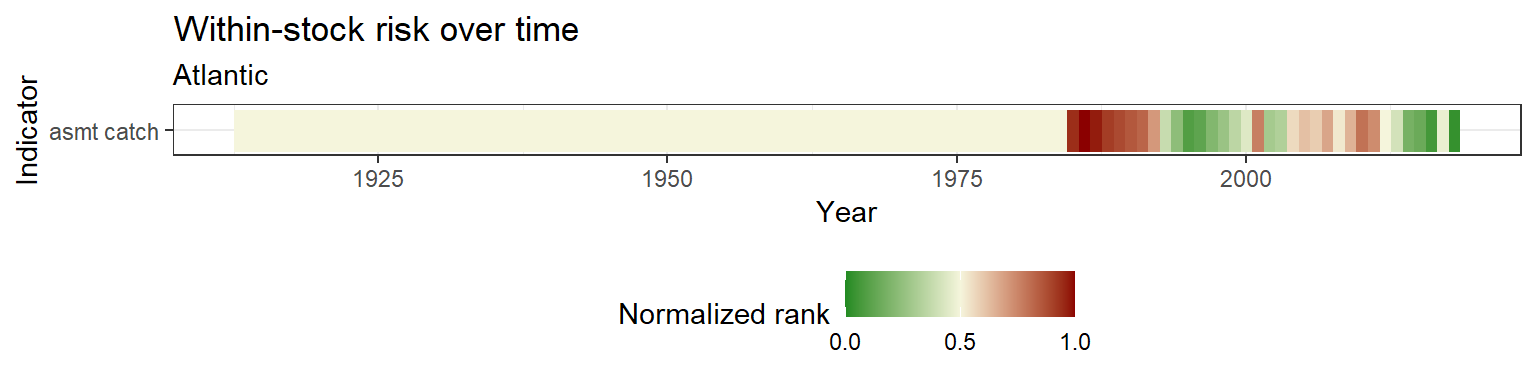 Within-stock risk over time
Atlantic
Indicator
asmt catch
1925 1950 1975 2000
Year
Normalized rank
0.0 0.5 1.0